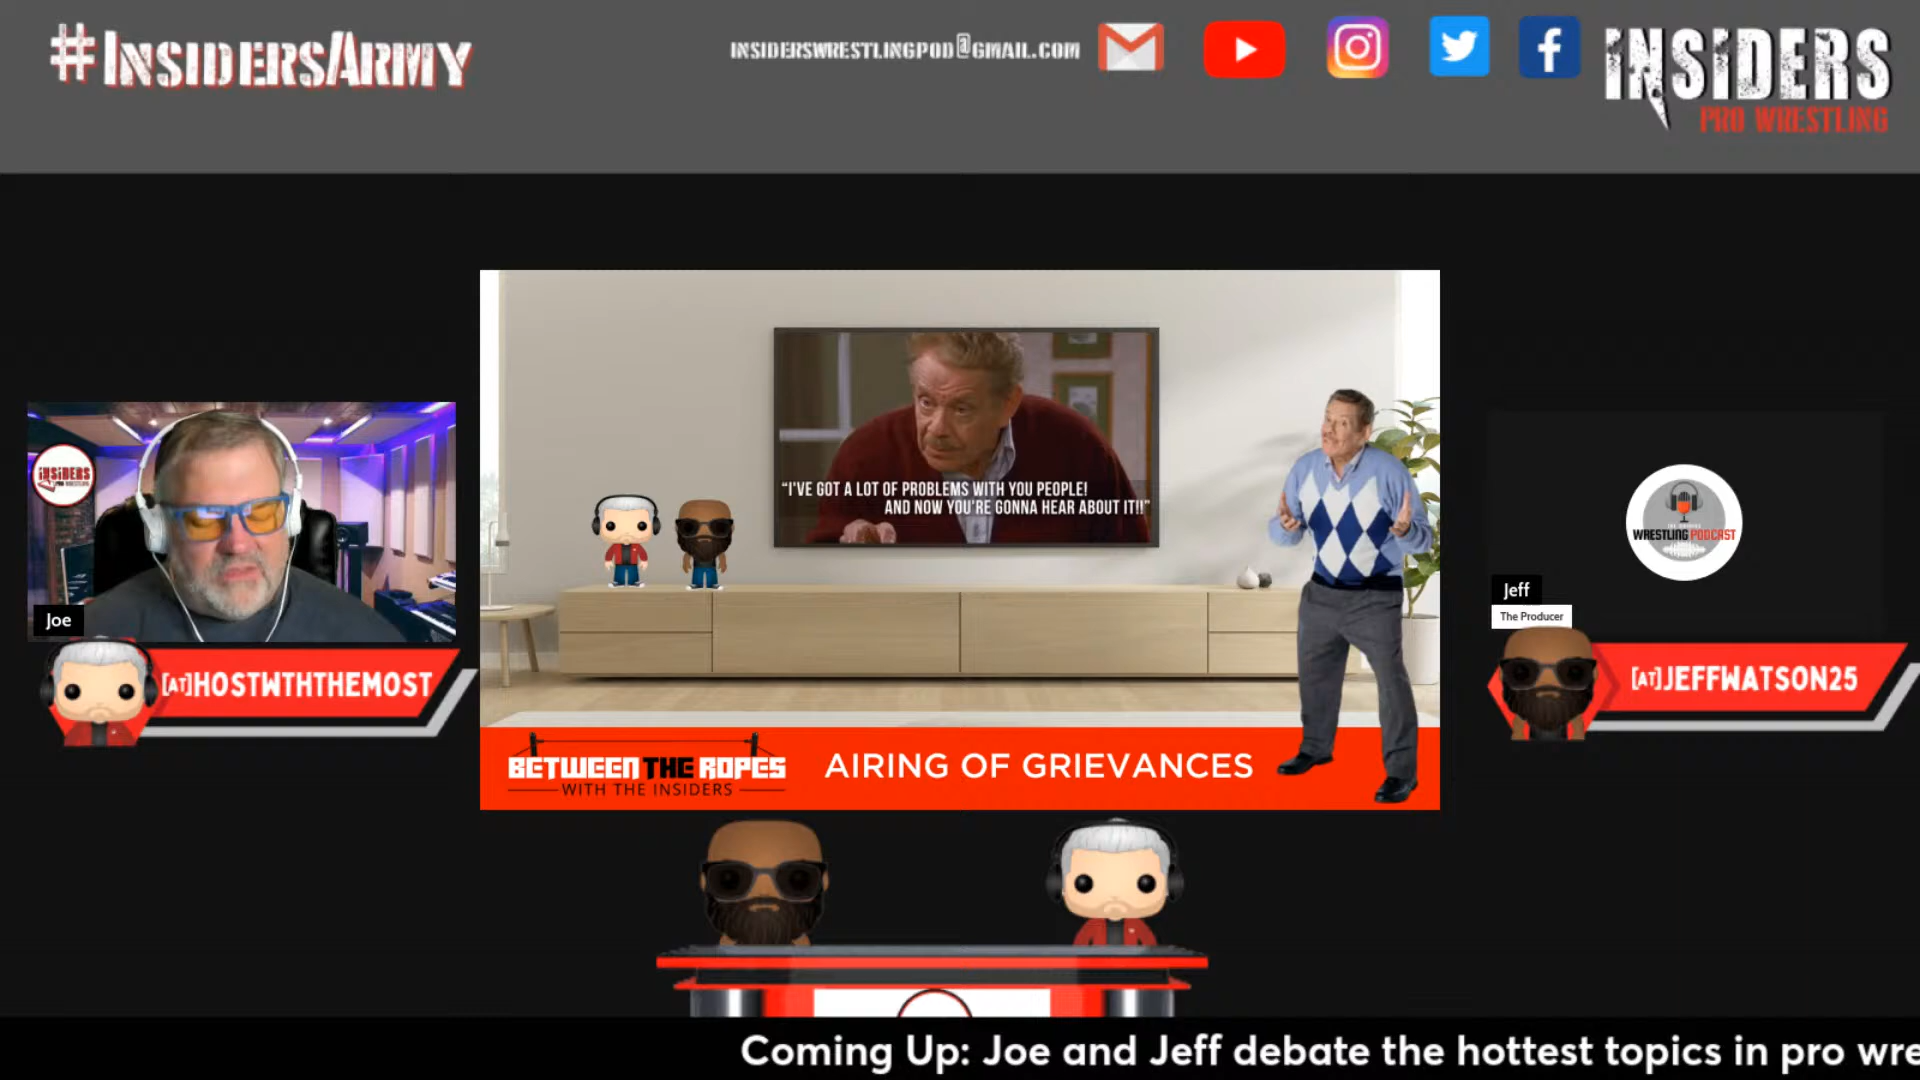 #INSIDERSARMY
INSIDERSWRESTLINGPOD@GMAIL.COM
INSIDERS
PRO WRESTLING
INSIDERS
PRO WRESTLING
Joe
[AT]HOSTWTHTHEMOST
“I'VE GOT A LOT OF PROBLEMS WITH YOU PEOPLE!
AND NOW YOU'RE GONNA HEAR ABOUT IT!!”
BETWEEN THE ROPES
WITH THE INSIDERS
AIRING OF GRIEVANCES
WRESTLING PODCAST
Jeff
The Producer
[AT]JEFFWATSON25
Coming Up: Joe and Jeff debate the hottest topics in pro wre